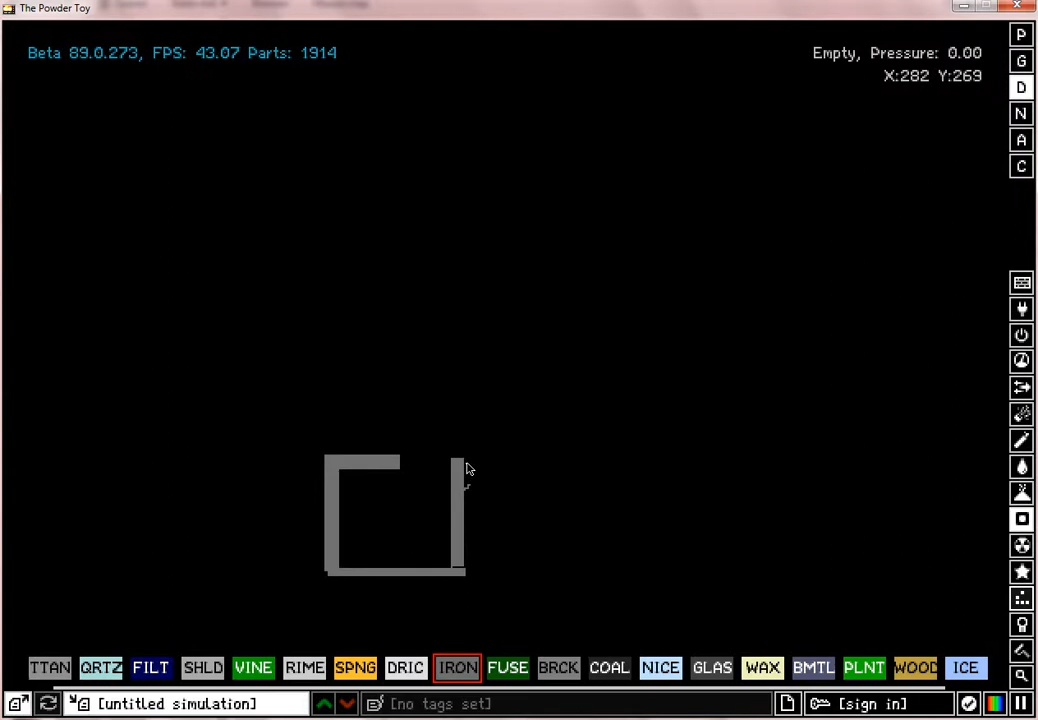 The Powder Toy
Beta 89.0.273, FPS: 43.07 Parts: 1914
Empty, Pressure: 0.00
X:282 Y:269
P
G
D
N
A
C
TTAN QRTZ FILT SHLD VINE RIME SPNG DRIC IRON FUSE BRCK COAL NICE GLAS WAX BMTL PLNT WOOD ICE
[untitled simulation] [no tags set] [sign in]